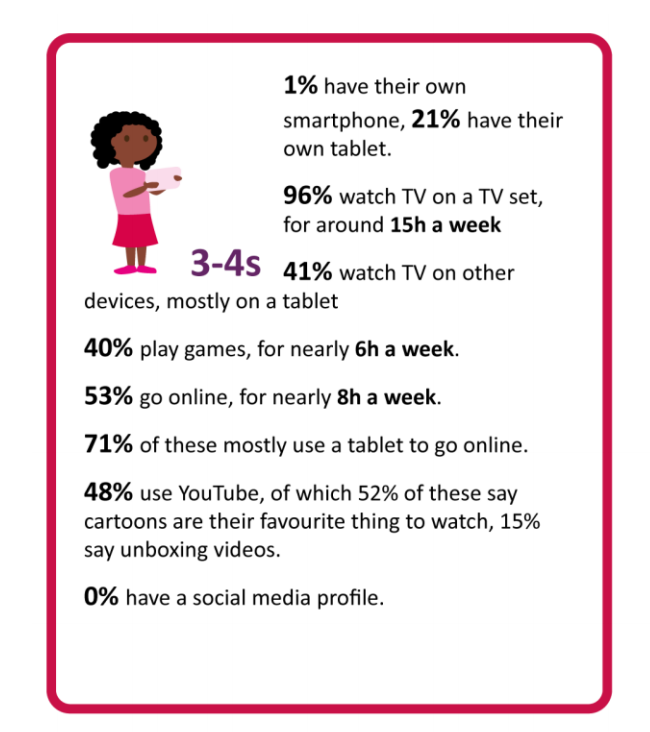 1% have their own
smartphone, 21% have their
own tablet.
96% watch TV on a TV set,
for around 15h a week
3-4s
41% watch TV on other
devices, mostly on a tablet
40% play games, for nearly 6h a week.
53% go online, for nearly 8h a week.
71% of these mostly use a tablet to go online.
48% use YouTube, of which 52% of these say
cartoons are their favourite thing to watch, 15%
say unboxing videos.
0% have a social media profile.